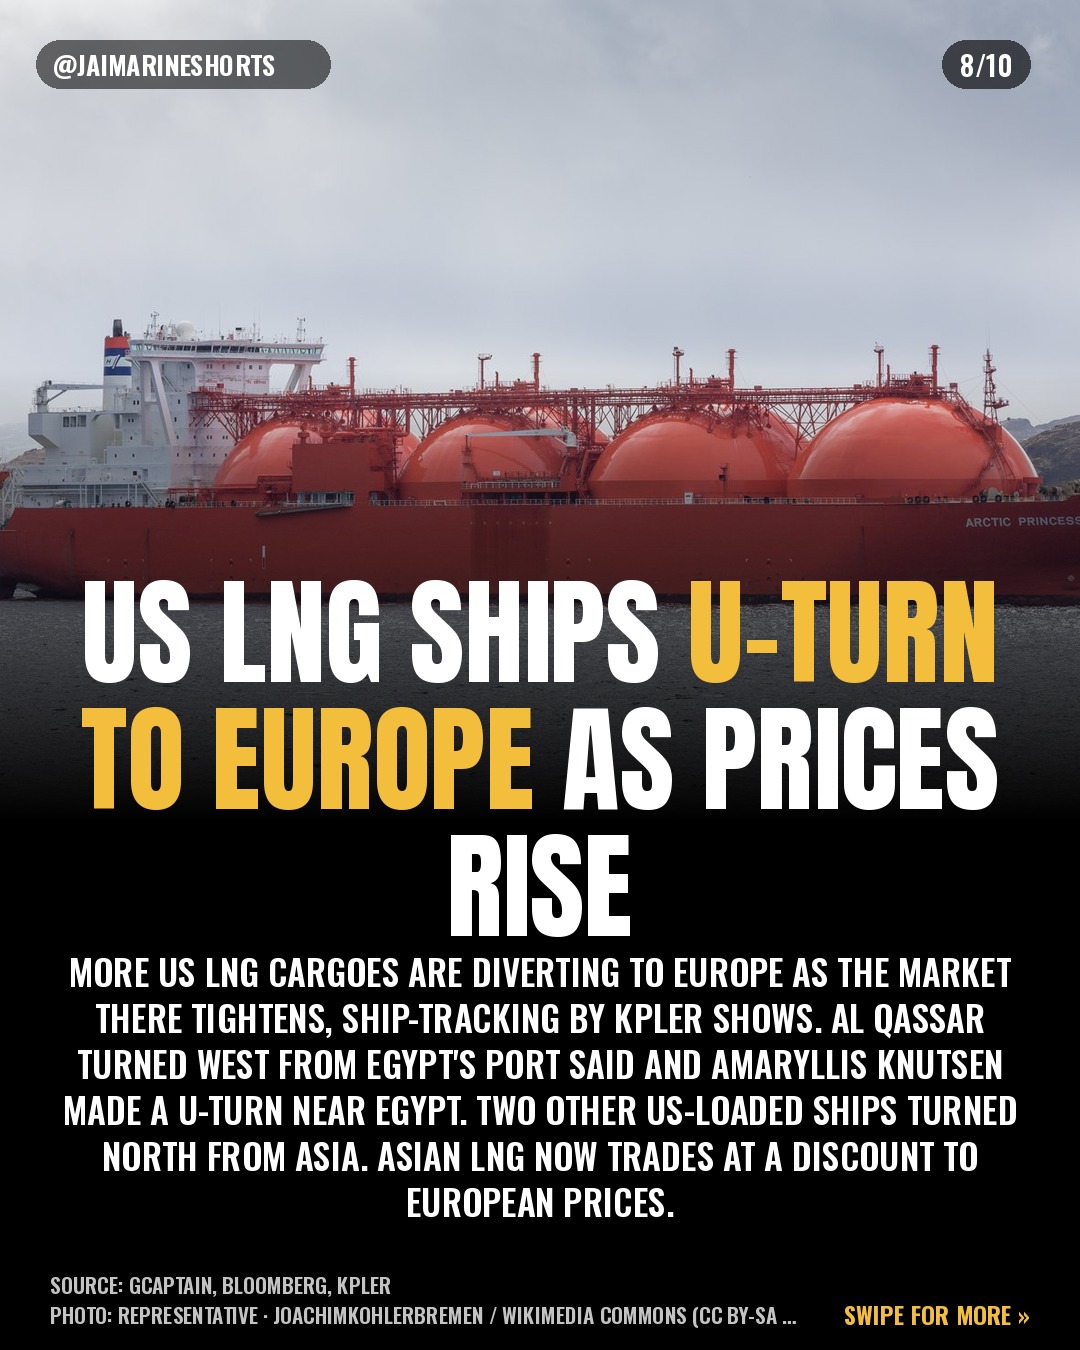 @JAIMARINESHORTS
8/10
ARCTIC PRINCESS
US LNG SHIPS U-TURN
TO EUROPE AS PRICES
RISE
MORE US LNG CARGOES ARE DIVERTING TO EUROPE AS THE MARKET
THERE TIGHTENS, SHIP-TRACKING BY KPLER SHOWS. AL QASSAR
TURNED WEST FROM EGYPT'S PORT SAID AND AMARYLLIS KNUTSEN
MADE A U-TURN NEAR EGYPT. TWO OTHER US-LOADED SHIPS TURNED
NORTH FROM ASIA. ASIAN LNG NOW TRADES AT A DISCOUNT TO
EUROPEAN PRICES.
SOURCE: GCAPTAIN, BLOOMBERG, KPLER
PHOTO: REPRESENTATIVE · JOACHIMKOHLERBREMEN / WIKIMEDIA COMMONS (CC BY-SA ...
SWIPE FOR MORE »